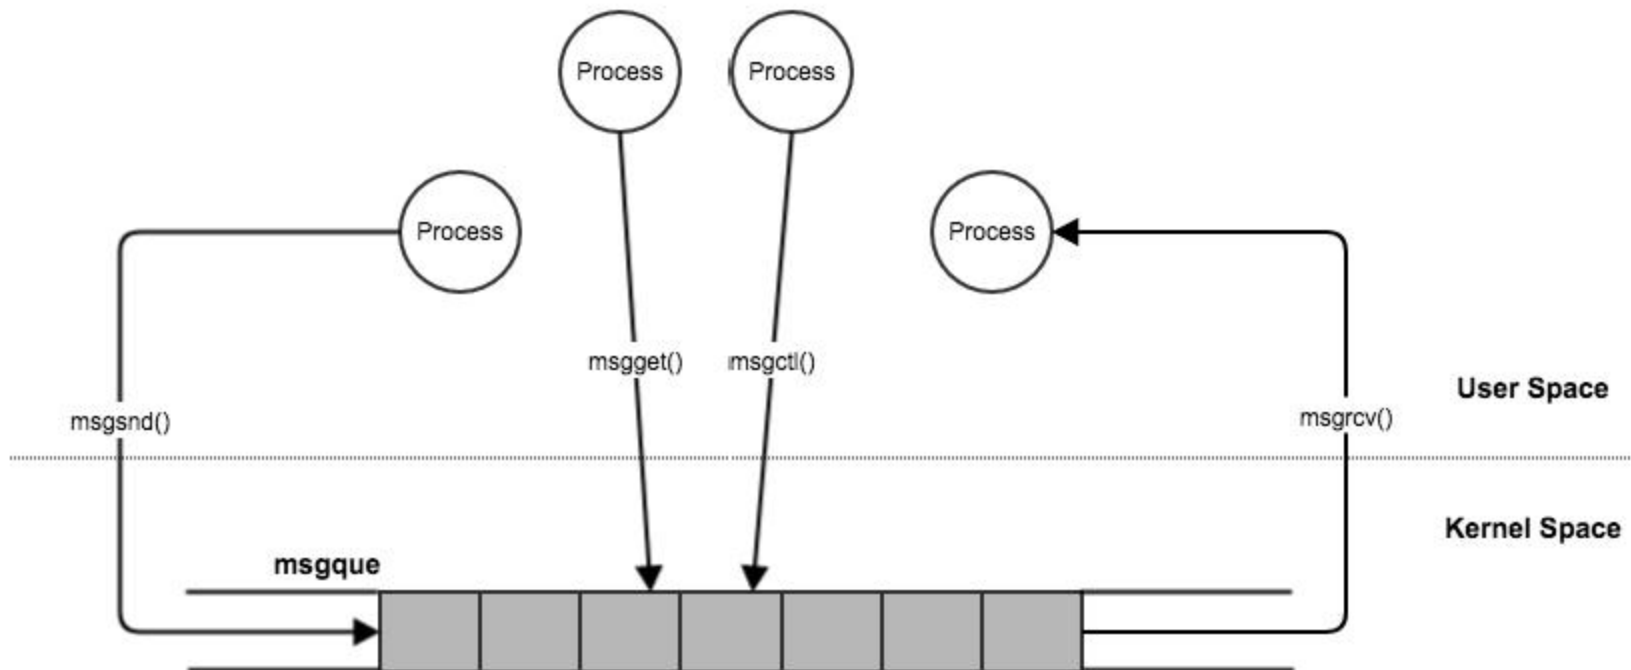 Process
Process
Process
Process
msgget()
msgctl()
User Space
msgsnd()
msgrcv()
Kernel Space
msgque